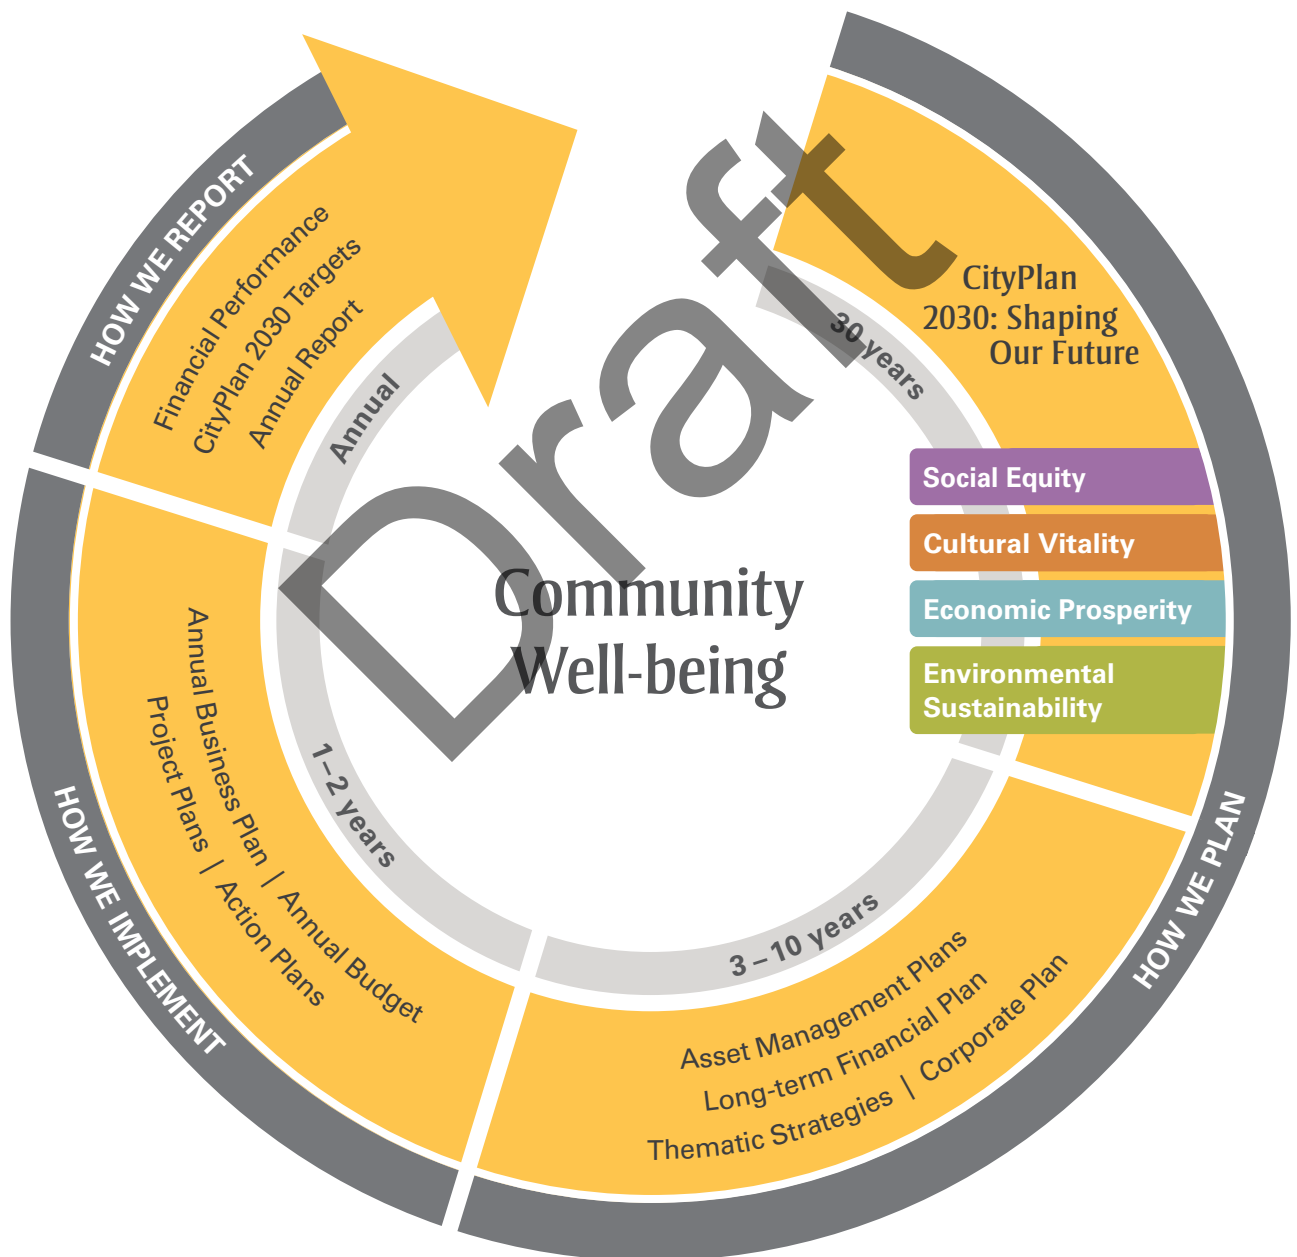 CityPlan
2030: Shaping
Our Future
30 years
Social Equity
Cultural Vitality
Economic Prosperity
Environmental
Sustainability
HOW WE PLAN
3–10 years
Asset Management Plans
Long-term Financial Plan
Thematic Strategies | Corporate Plan
HOW WE IMPLEMENT
1–2 years
Annual Business Plan | Annual Budget
Project Plans | Action Plans
HOW WE REPORT
Financial Performance
CityPlan 2030 Targets
Annual Report
Annual
Community
Well-being
Draft